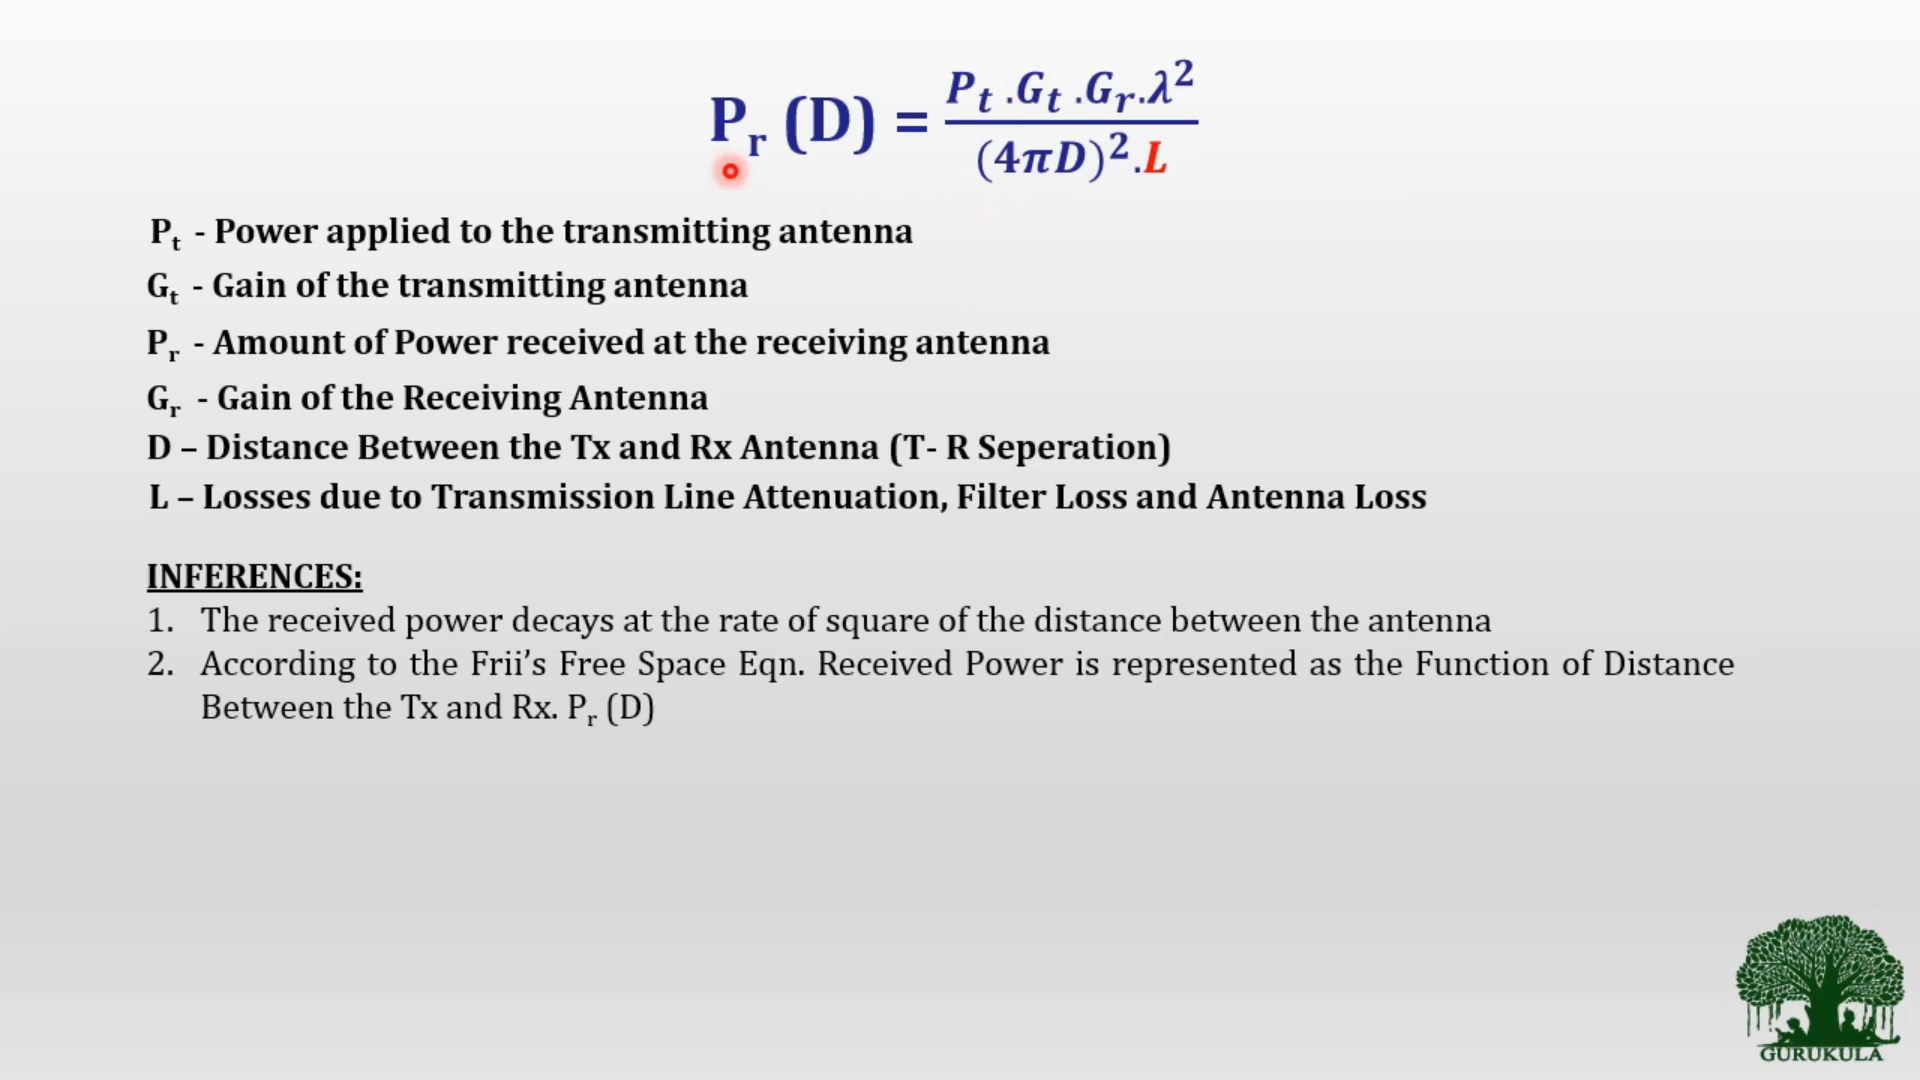 Pr (D) = Pt .Gt .Gr.λ² / (4πD)².L
Pt - Power applied to the transmitting antenna
Gt - Gain of the transmitting antenna
Pr - Amount of Power received at the receiving antenna
Gr - Gain of the Receiving Antenna
D – Distance Between the Tx and Rx Antenna (T- R Seperation)
L – Losses due to Transmission Line Attenuation, Filter Loss and Antenna Loss
INFERENCES:
1. The received power decays at the rate of square of the distance between the antenna
2. According to the Frii’s Free Space Eqn. Received Power is represented as the Function of Distance
Between the Tx and Rx. Pr (D)
GURUKULA